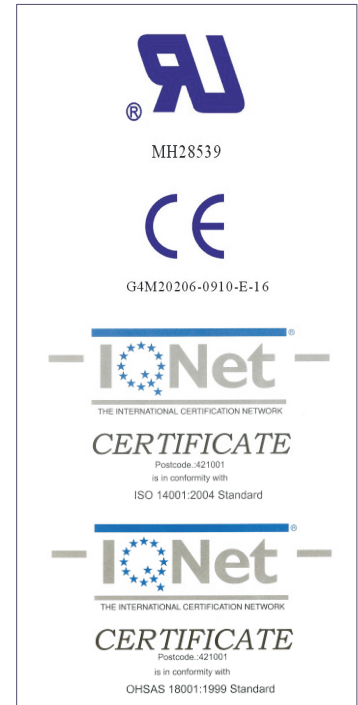 ®
MH28539
CE
G4M20206-0910-E-16
®
IQNet
THE INTERNATIONAL CERTIFICATION NETWORK
CERTIFICATE
Postcode.:421001
is in conformity with
ISO 14001:2004 Standard
®
IQNet
THE INTERNATIONAL CERTIFICATION NETWORK
CERTIFICATE
Postcode.:421001
is in conformity with
OHSAS 18001:1999 Standard